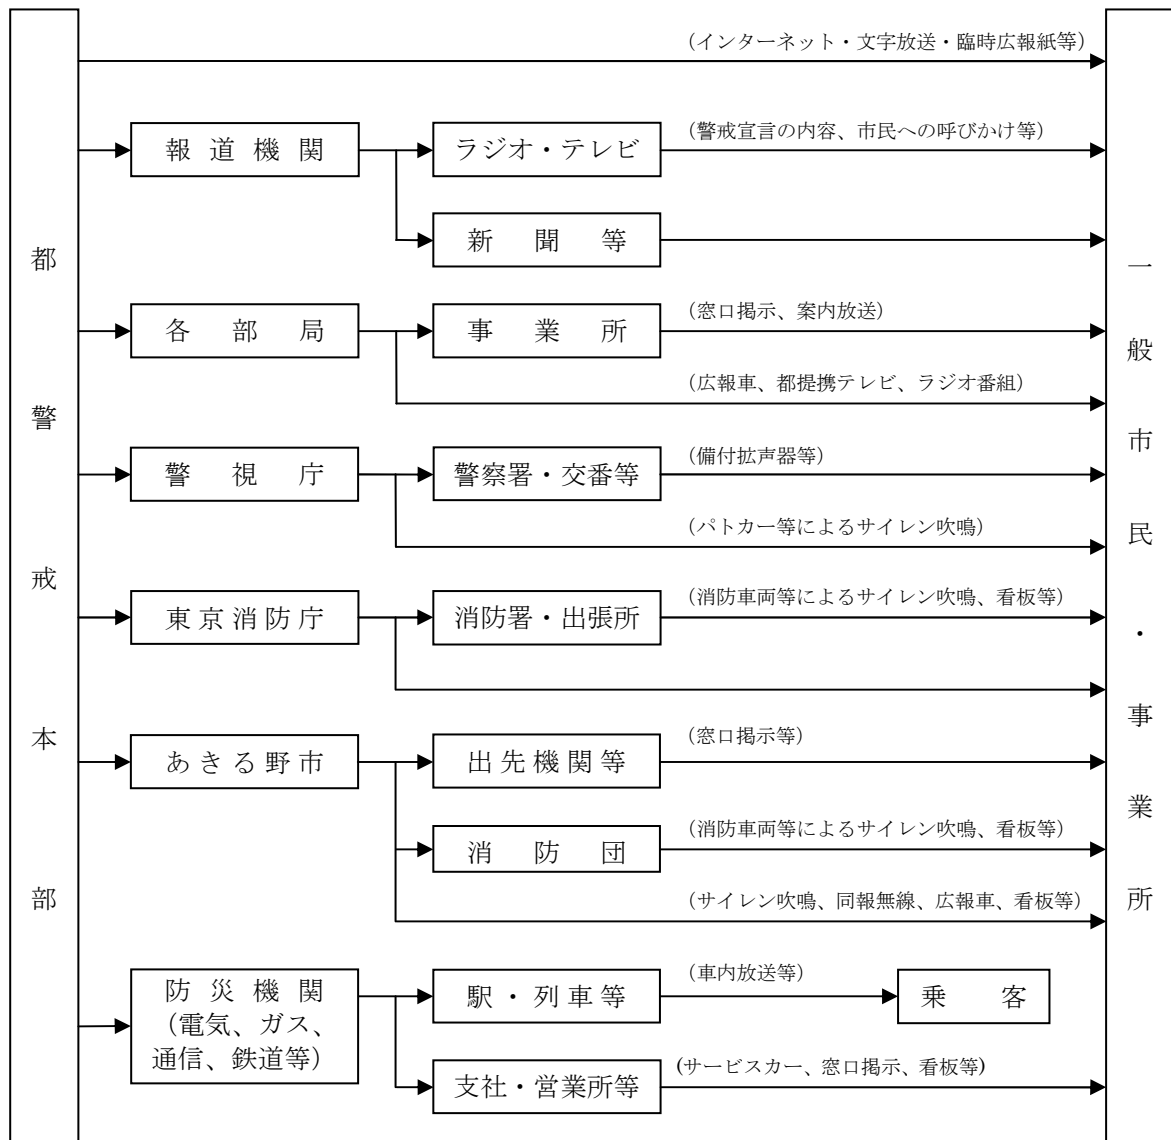 都警戒本部
(インターネット・文字放送・臨時広報紙等)
報道機関
ラジオ・テレビ
(警戒宣言の内容、市民への呼びかけ等)
新聞等
各部局
事業所
(窓口掲示、案内放送)
(広報車、都提携テレビ、ラジオ番組)
警視庁
警察署・交番等
(備付拡声器等)
(パトカー等によるサイレン吹鳴)
東京消防庁
消防署・出張所
(消防車両等によるサイレン吹鳴、看板等)
あきる野市
出先機関等
(窓口掲示等)
消防団
(消防車両等によるサイレン吹鳴、看板等)
(サイレン吹鳴、同報無線、広報車、看板等)
防災機関
(電気、ガス、
通信、鉄道等)
駅・列車等
(車内放送等)
乗客
支社・営業所等
(サービスカー、窓口掲示、看板等)
一般市民・事業所